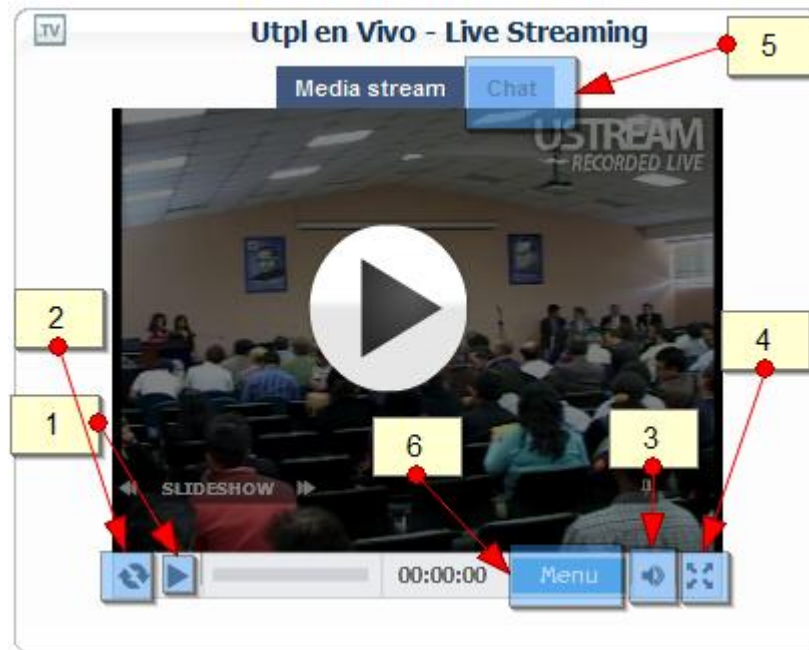 .TV
Utpl en Vivo - Live Streaming
5
Media stream
Chat
USTREAM
RECORDED LIVE
2
4
1
6
3
SLIDESHOW
00:00:00
Menu